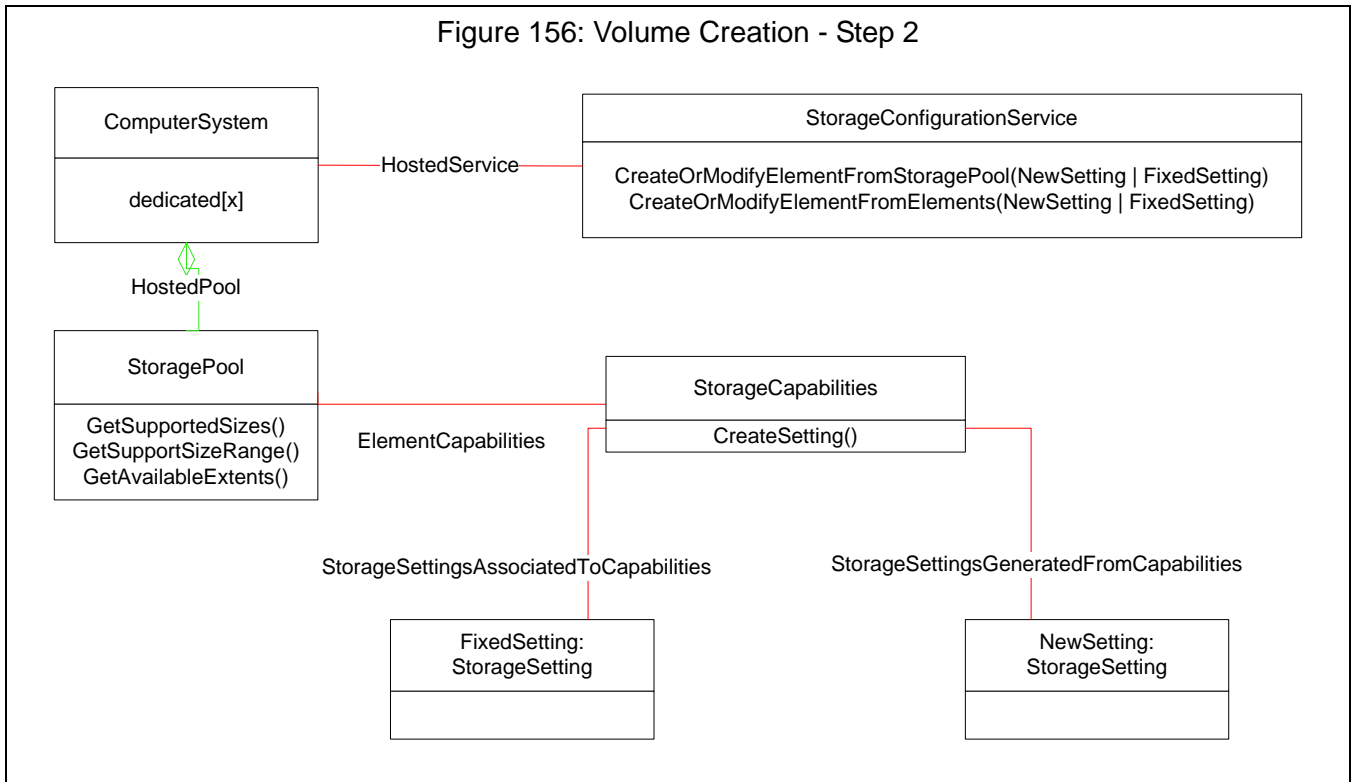 Figure 156: Volume Creation - Step 2
ComputerSystem
dedicated[x]
HostedService
StorageConfigurationService
CreateOrModifyElementFromStoragePool(NewSetting | FixedSetting)
CreateOrModifyElementFromElements(NewSetting | FixedSetting)
HostedPool
StoragePool
GetSupportedSizes()
GetSupportSizeRange()
GetAvailableExtents()
ElementCapabilities
StorageCapabilities
CreateSetting()
StorageSettingsAssociatedToCapabilities
StorageSettingsGeneratedFromCapabilities
FixedSetting:
StorageSetting
NewSetting:
StorageSetting